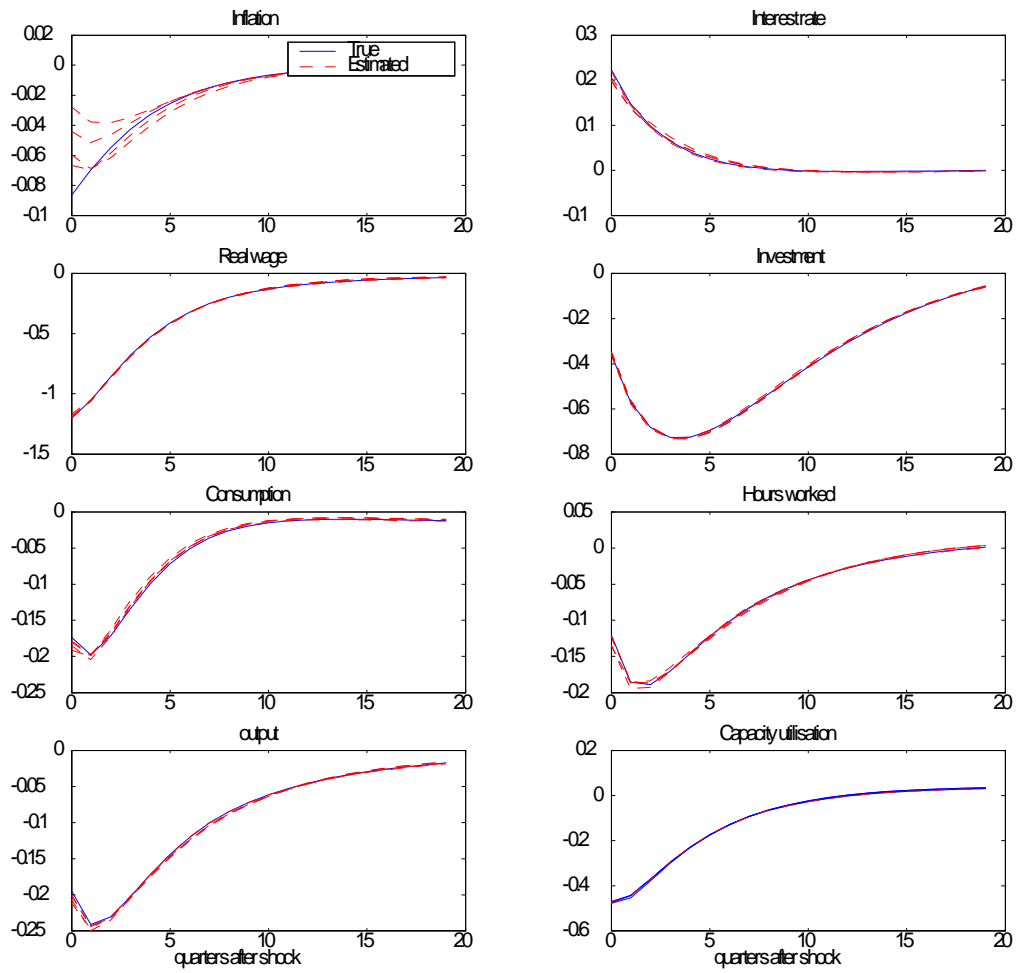 Inflation
0.02
0
-0.02
-0.04
-0.06
-0.08
-0.1
0 5 10 15 20
True
Estimated
Interest rate
0.3
0.2
0.1
0
0.1
0 5 10 15 20
Real wage
0
-0.5
-1
-1.5
0 5 10 15 20
Investment
0
-0.2
-0.4
-0.6
-0.8
0 5 10 15 20
Consumption
0
-0.05
-0.1
-0.15
-0.2
-0.25
0 5 10 15 20
Hours worked
0.05
0
-0.05
-0.1
-0.15
-0.2
0 5 10 15 20
output
0
-0.05
-0.1
-0.15
-0.2
-0.25
0 5 10 15 20
quarters after shock
Capacity utilisation
0.2
0
-0.2
-0.4
-0.6
0 5 10 15 20
quarters after shock